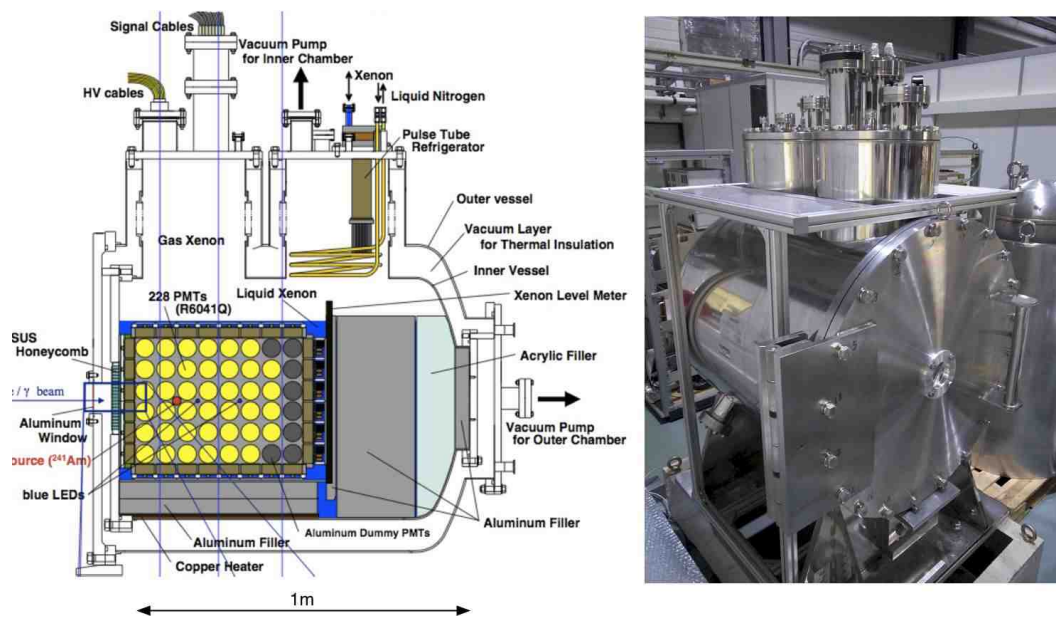 Signal Cables
Vacuum Pump
for Inner Chamber
Xenon
HV cables
Liquid Nitrogen
Pulse Tube
Refrigerator
Outer vessel
Gas Xenon
Vacuum Layer
for Thermal Insulation
Inner Vessel
228 PMTs
(R6041Q)
Liquid Xenon
Xenon Level Meter
SUS
Honeycomb
Acrylic Filler
e / γ beam
Aluminum
Window
Vacuum Pump
for Outer Chamber
ource (²⁴¹Am)
blue LEDs
Aluminum Filler
Aluminum Dummy PMTs
Aluminum Filler
Copper Heater
1m